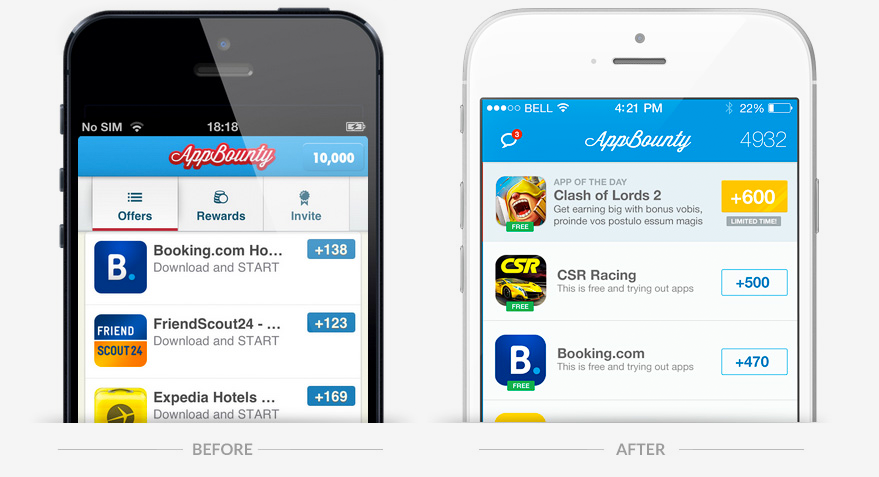 No SIM 18:18
AppBounty 10,000
Offers Rewards Invite
B.
Booking.com Ho... +138
Download and START
FRIEND
SCOUT24
FriendScout24 - ... +123
Download and START
Expedia Hotels ... +169
Download and START
BEFORE
BELL 4:21 PM 22%
3
AppBounty 4932
APP OF THE DAY
Clash of Lords 2
Get earning big with bonus vobis,
proinde vos postulo essum magis
FREE
+600
LIMITED TIME!
CSR
CSR Racing
This is free and trying out apps
FREE
+500
B.
Booking.com
This is free and trying out apps
FREE
+470
AFTER